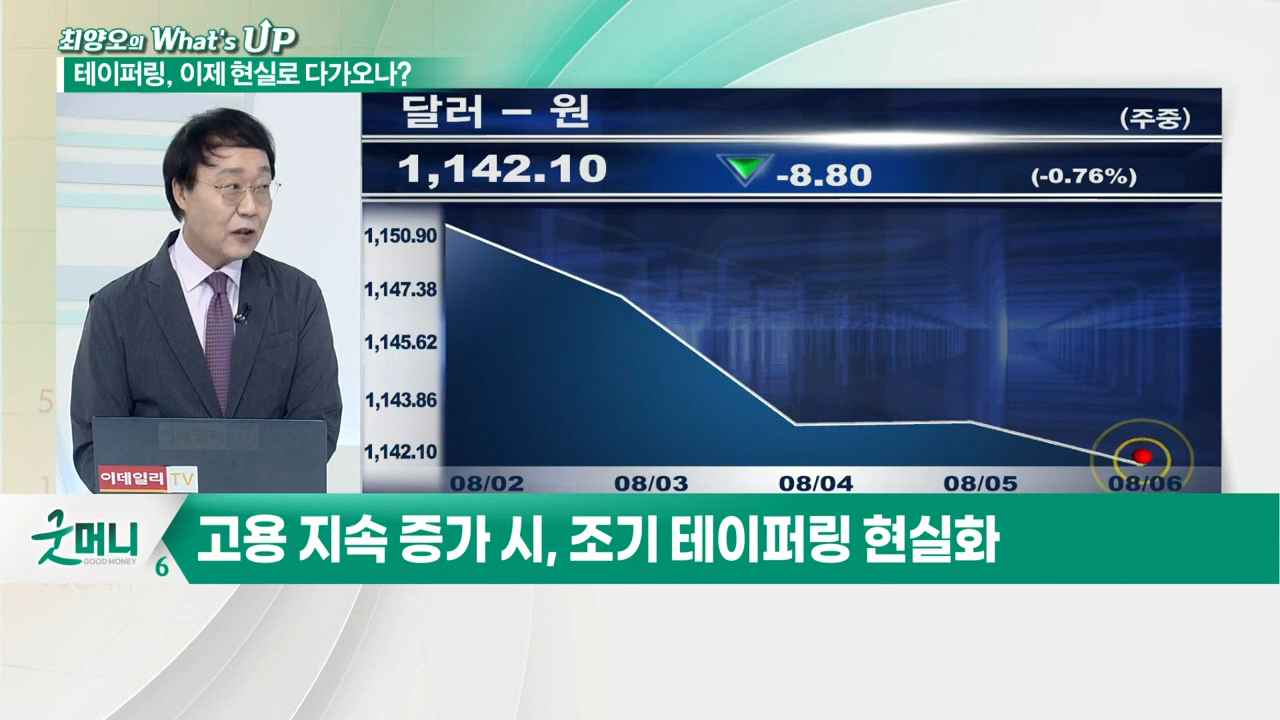 최양오의 What's UP
테이퍼링, 이제 현실로 다가오나?
달러 – 원
(주중)
1,142.10
-8.80
(-0.76%)
1,150.90
1,147.38
1,145.62
1,143.86
1,142.10
08/02
08/03
08/04
08/05
08/06
이데일리 TV
굿머니
GOOD MONEY
6
고용 지속 증가 시, 조기 테이퍼링 현실화